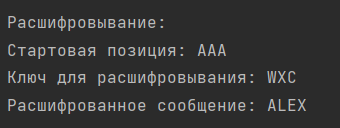 Расшифровывание:
Стартовая позиция: AAA
Ключ для расшифровывания: WXC
Расшифрованное сообщение: ALEX